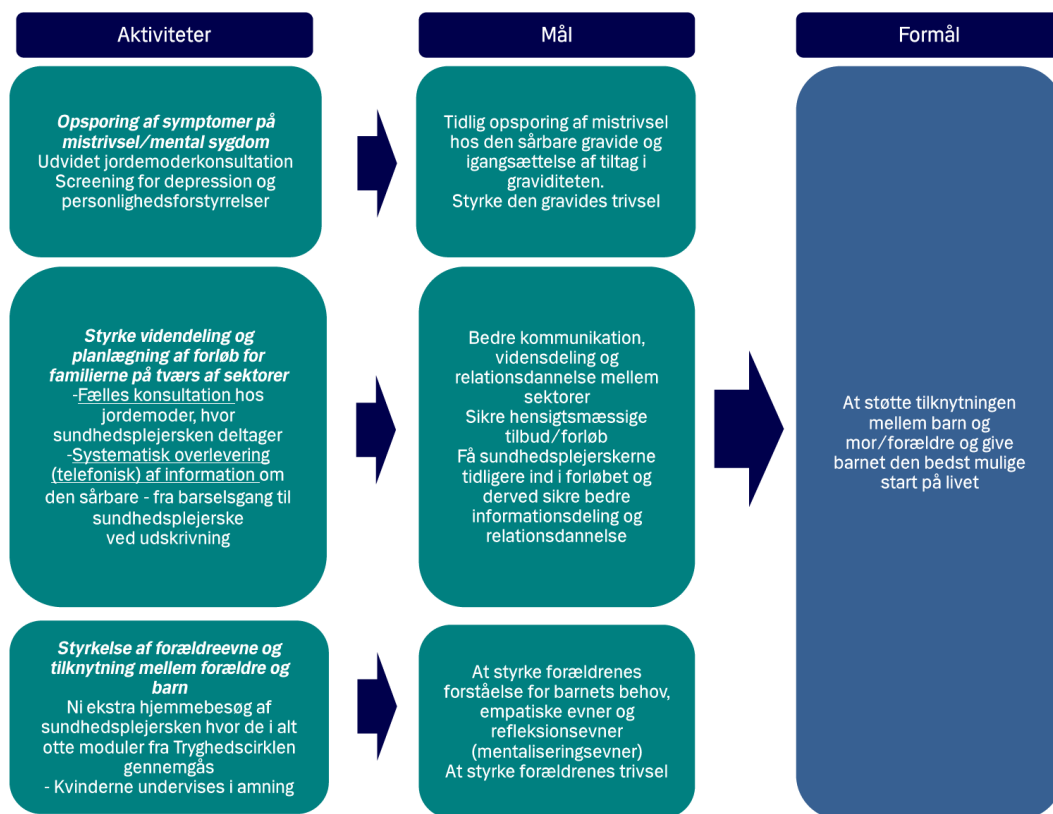 Aktiviteter
Mål
Formål
Opsporing af symptomer på
mistrivsel/mental sygdom
Udvidet jordemoderkonsultation
Screening for depression og
personlighedsforstyrrelser
Tidlig opsporing af mistrivsel
hos den sårbare gravide og
igangsættelse af tiltag i
graviditeten.
Styrke den gravides trivsel
Styrke videndeling og
planlægning af forløb for
familierne på tværs af sektorer
-Fælles konsultation hos
jordemoder, hvor
sundhedsplejersken deltager
-Systematisk overlevering
(telefonisk) af information om
den sårbare - fra barselsgang til
sundhedsplejerske
ved udskrivning
Bedre kommunikation,
vidensdeling og
relationsdannelse mellem
sektorer
Sikre hensigtsmæssige
tilbud/forløb
Få sundhedsplejerskerne
tidligere ind i forløbet og
derved sikre bedre
informationsdeling og
relationsdannelse
Styrkelse af forældreevne og
tilknytning mellem forældre og
barn
Ni ekstra hjemmebesøg af
sundhedsplejersken hvor de i alt
otte moduler fra Tryghedscirklen
gennemgås
- Kvinderne undervises i amning
At styrke forældrenes
forståelse for barnets behov,
empatiske evner og
refleksionsevner
(mentaliseringsevner)
At styrke forældrenes trivsel
At støtte tilknytningen
mellem barn og
mor/forældre og give
barnet den bedst mulige
start på livet